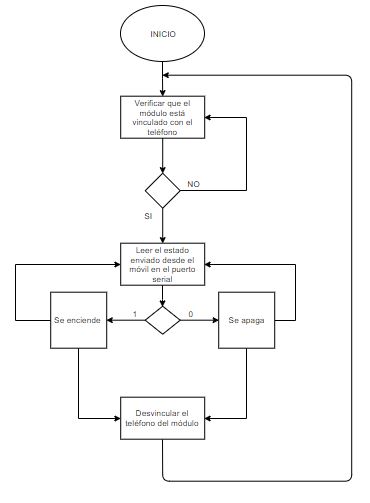 INICIO
Verificar que el
módulo está
vinculado con el
teléfono
NO
SI
Leer el estado
enviado desde el
móvil en el puerto
serial
1
0
Se enciende
Se apaga
Desvincular el
teléfono del módulo